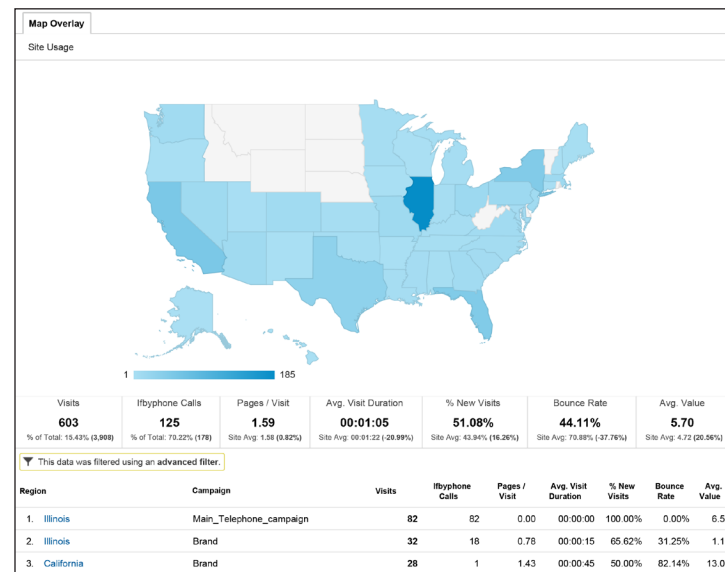 Map Overlay
Site Usage
1 185
Visits Ifbyphone Calls Pages / Visit Avg. Visit Duration % New Visits Bounce Rate Avg. Value
603 125 1.59 00:01:05 51.08% 44.11% 5.70
% of Total: 15.43% (3,908) % of Total: 70.22% (178) Site Avg: 1.58 (0.82%) Site Avg: 00:01:22 (-20.99%) Site Avg: 43.94% (16.26%) Site Avg: 70.88% (-37.76%) Site Avg: 4.72 (20.56%)
This data was filtered using an advanced filter.
Region Campaign Visits Ifbyphone Calls Pages / Visit Avg. Visit Duration % New Visits Bounce Rate Avg. Value
1. Illinois Main_Telephone_campaign 82 82 0.00 00:00:00 100.00% 0.00% 6.5
2. Illinois Brand 32 18 0.78 00:00:15 65.62% 31.25% 1.1
3. California Brand 28 1 1.43 00:00:45 50.00% 82.14% 13.0